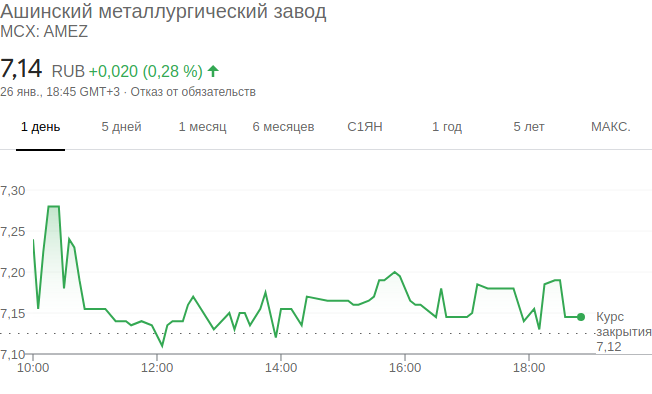 Ашинский металлургический завод
MCX: AMEZ
7,14 RUB +0,020 (0,28 %)
26 янв., 18:45 GMT+3 · Отказ от обязательств
1 день 5 дней 1 месяц 6 месяцев С1ЯН 1 год 5 лет МАКС.
7,30
7,25
7,20
7,15
7,10
Курс
закрытия
7,12
10:00 12:00 14:00 16:00 18:00